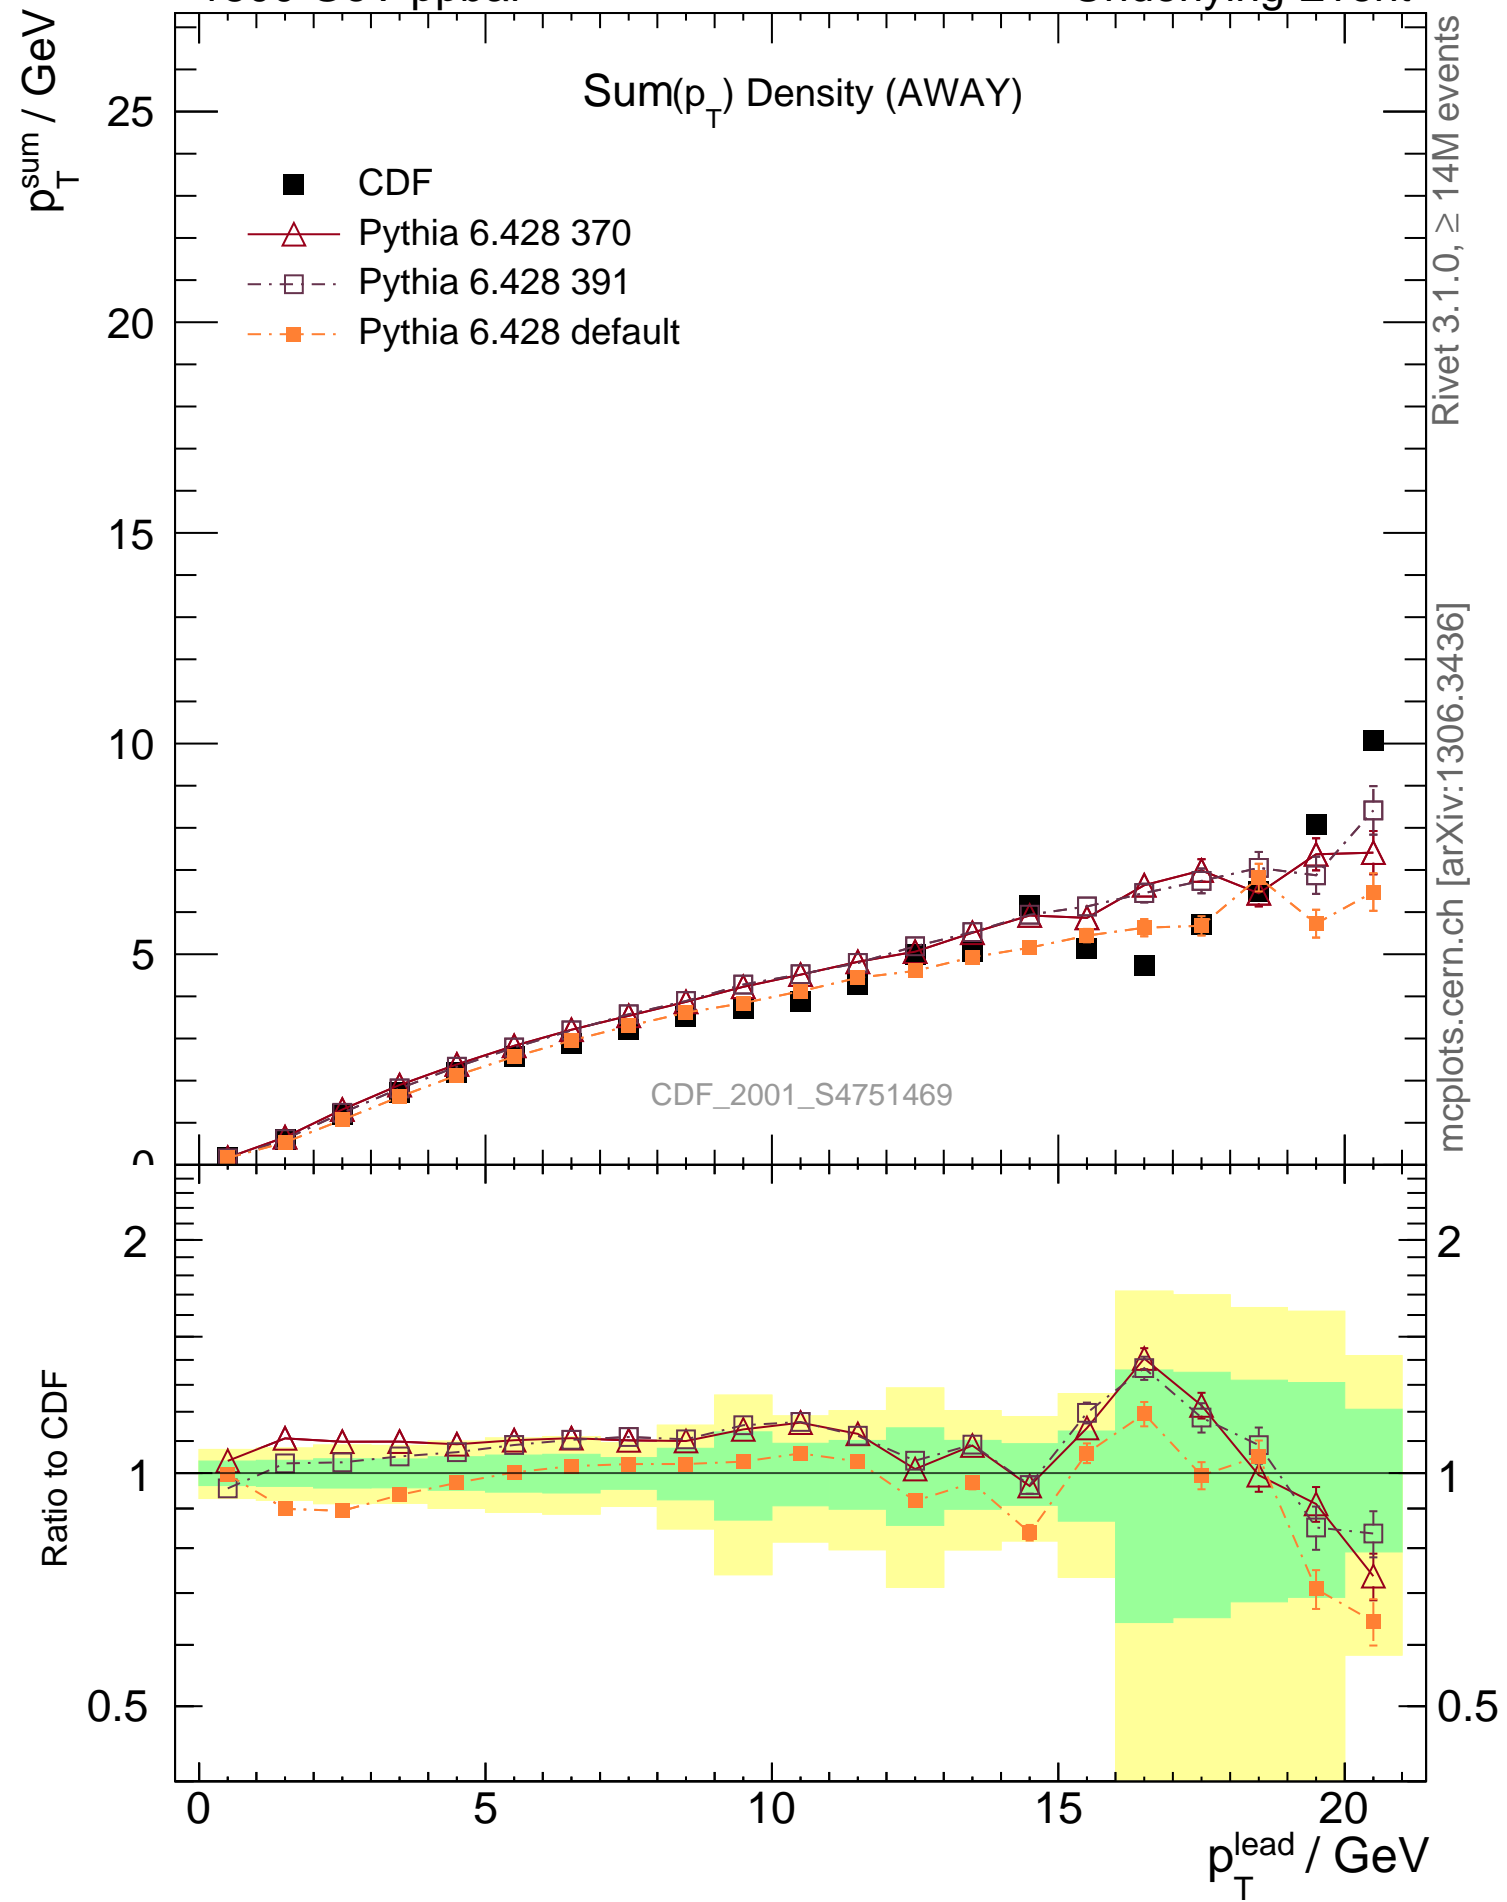 p_T^sum / GeV
Sum(p_T) Density (AWAY)
CDF
Pythia 6.428 370
Pythia 6.428 391
Pythia 6.428 default
25
20
15
10
5
0
CDF_2001_S4751469
Rivet 3.1.0, ≥ 14M events
mcplots.cern.ch [arXiv:1306.3436]
Ratio to CDF
2
1
0.5
2
1
0.5
0 5 10 15 20
p_T^lead / GeV